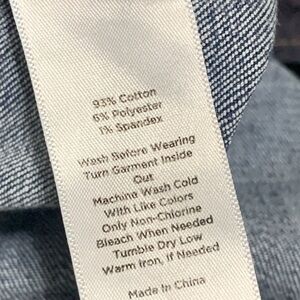 93% Cotton
6% Polyester
1% Spandex
Wash Before Wearing
Turn Garment Inside
Out
Machine Wash Cold
With Like Colors
Only Non-Chlorine
Bleach When Needed
Tumble Dry Low
Warm Iron, If Needed
Made In China